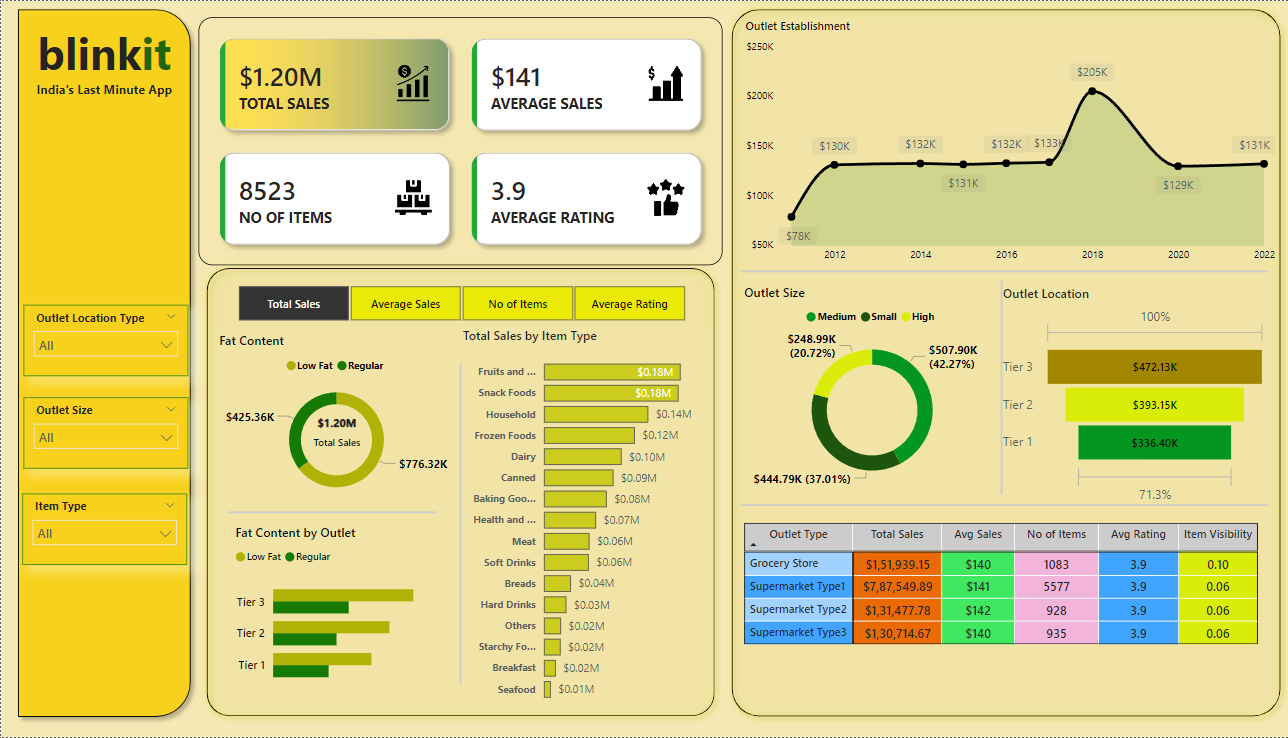 blinkit
India's Last Minute App
Outlet Location Type
All
Outlet Size
All
Item Type
All
$1.20M
TOTAL SALES
$141
AVERAGE SALES
8523
NO OF ITEMS
3.9
AVERAGE RATING
Total Sales
Average Sales
No of Items
Average Rating
Fat Content
Low Fat Regular
$425.36K
$1.20M
Total Sales
$776.32K
Fat Content by Outlet
Low Fat Regular
Tier 3
Tier 2
Tier 1
Total Sales by Item Type
Fruits and ... $0.18M
Snack Foods $0.18M
Household $0.14M
Frozen Foods $0.12M
Dairy $0.10M
Canned $0.09M
Baking Goo... $0.08M
Health and ... $0.07M
Meat $0.06M
Soft Drinks $0.06M
Breads $0.04M
Hard Drinks $0.03M
Others $0.02M
Starchy Fo... $0.02M
Breakfast $0.02M
Seafood $0.01M
Outlet Establishment
$250K
$200K
$150K
$100K
$50K
$78K
$130K
$132K
$131K
$132K
$133K
$205K
$129K
$131K
2012 2014 2016 2018 2020 2022
Outlet Size
Medium Small High
$248.99K
(20.72%)
$507.90K
(42.27%)
$444.79K (37.01%)
Outlet Location
100%
Tier 3 $472.13K
Tier 2 $393.15K
Tier 1 $336.40K
71.3%
Outlet Type Total Sales Avg Sales No of Items Avg Rating Item Visibility
Grocery Store $1,51,939.15 $140 1083 3.9 0.10
Supermarket Type1 $7,87,549.89 $141 5577 3.9 0.06
Supermarket Type2 $1,31,477.78 $142 928 3.9 0.06
Supermarket Type3 $1,30,714.67 $140 935 3.9 0.06